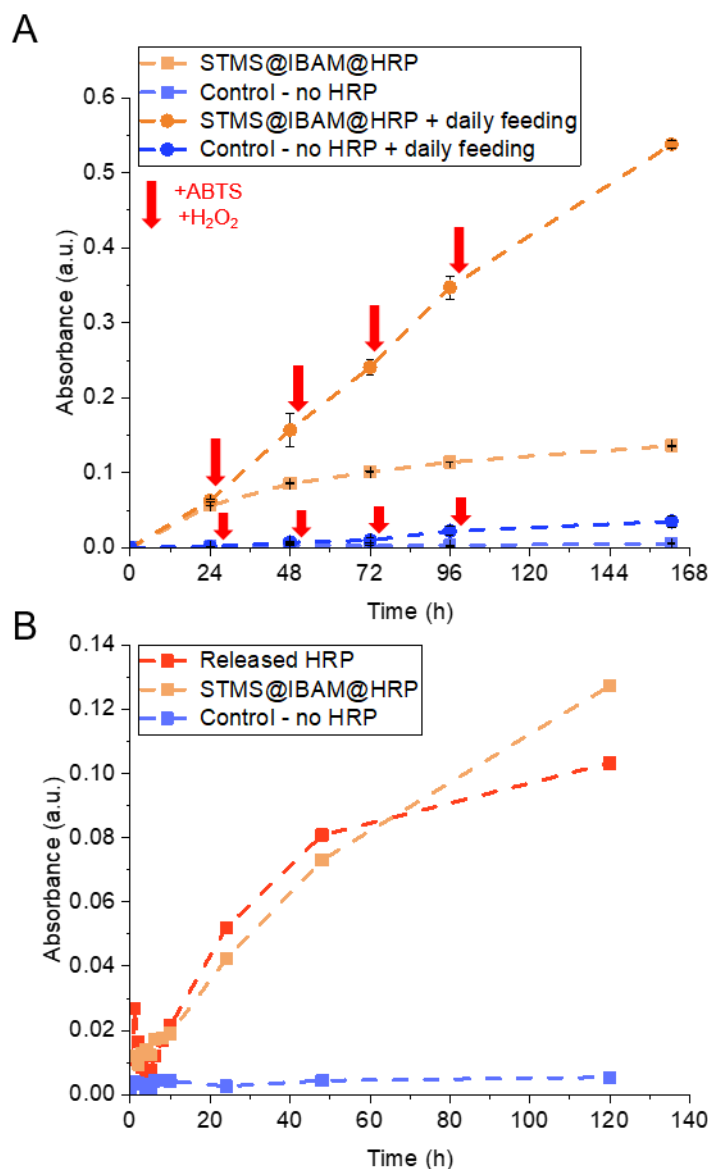 A
STMS@IBAM@HRP
Control - no HRP
STMS@IBAM@HRP + daily feeding
Control - no HRP + daily feeding
+ABTS
+H₂O₂
Absorbance (a.u.)
0.6
0.5
0.4
0.3
0.2
0.1
0.0
0 24 48 72 96 120 144 168
Time (h)
B
Released HRP
STMS@IBAM@HRP
Control - no HRP
Absorbance (a.u.)
0.14
0.12
0.10
0.08
0.06
0.04
0.02
0.00
0 20 40 60 80 100 120 140
Time (h)